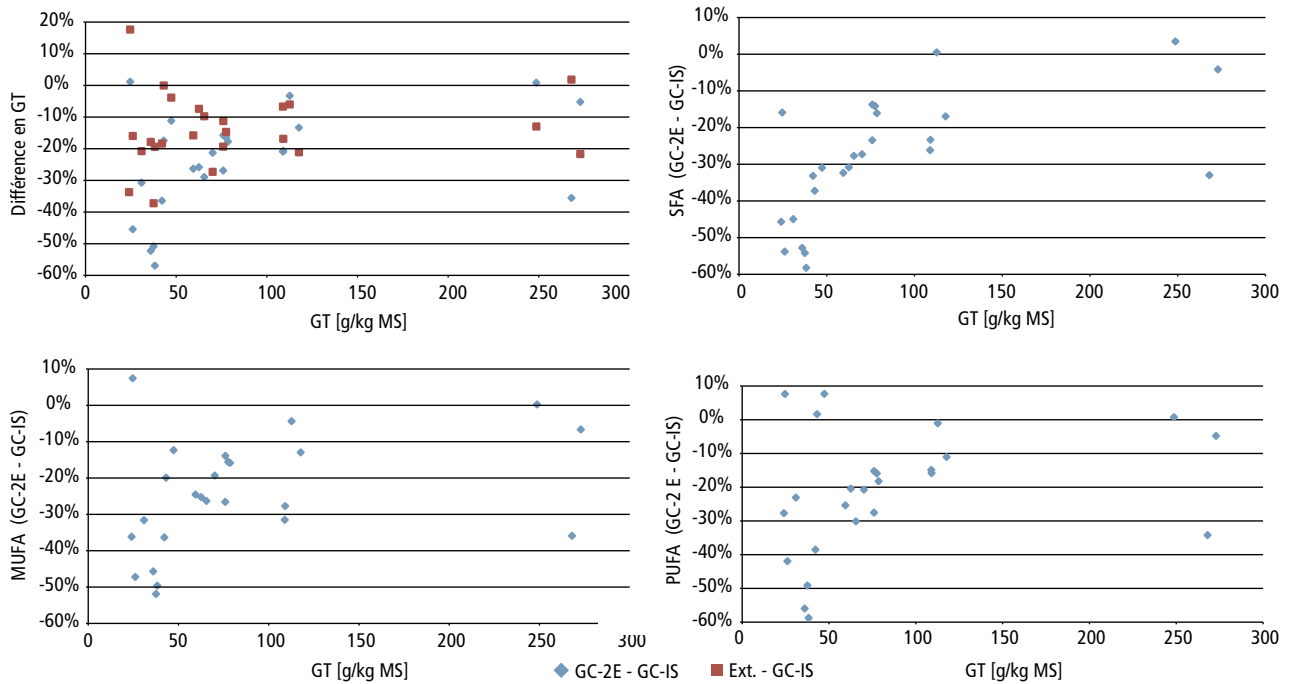 20%
10%
0%
-10%
-20%
-30%
-40%
-50%
-60%
Différence en GT
0 50 100 150 200 250 300
GT [g/kg MS]
10%
0%
-10%
-20%
-30%
-40%
-50%
-60%
SFA (GC-2E - GC-IS)
0 50 100 150 200 250 300
GT [g/kg MS]
10%
0%
-10%
-20%
-30%
-40%
-50%
-60%
MUFA (GC-2E - GC-IS)
0 50 100 150 200 250 300
GT [g/kg MS]
10%
0%
-10%
-20%
-30%
-40%
-50%
-60%
PUFA (GC-2 E - GC-IS)
0 50 100 150 200 250 300
GT [g/kg MS]
GC-2E - GC-IS Ext. - GC-IS